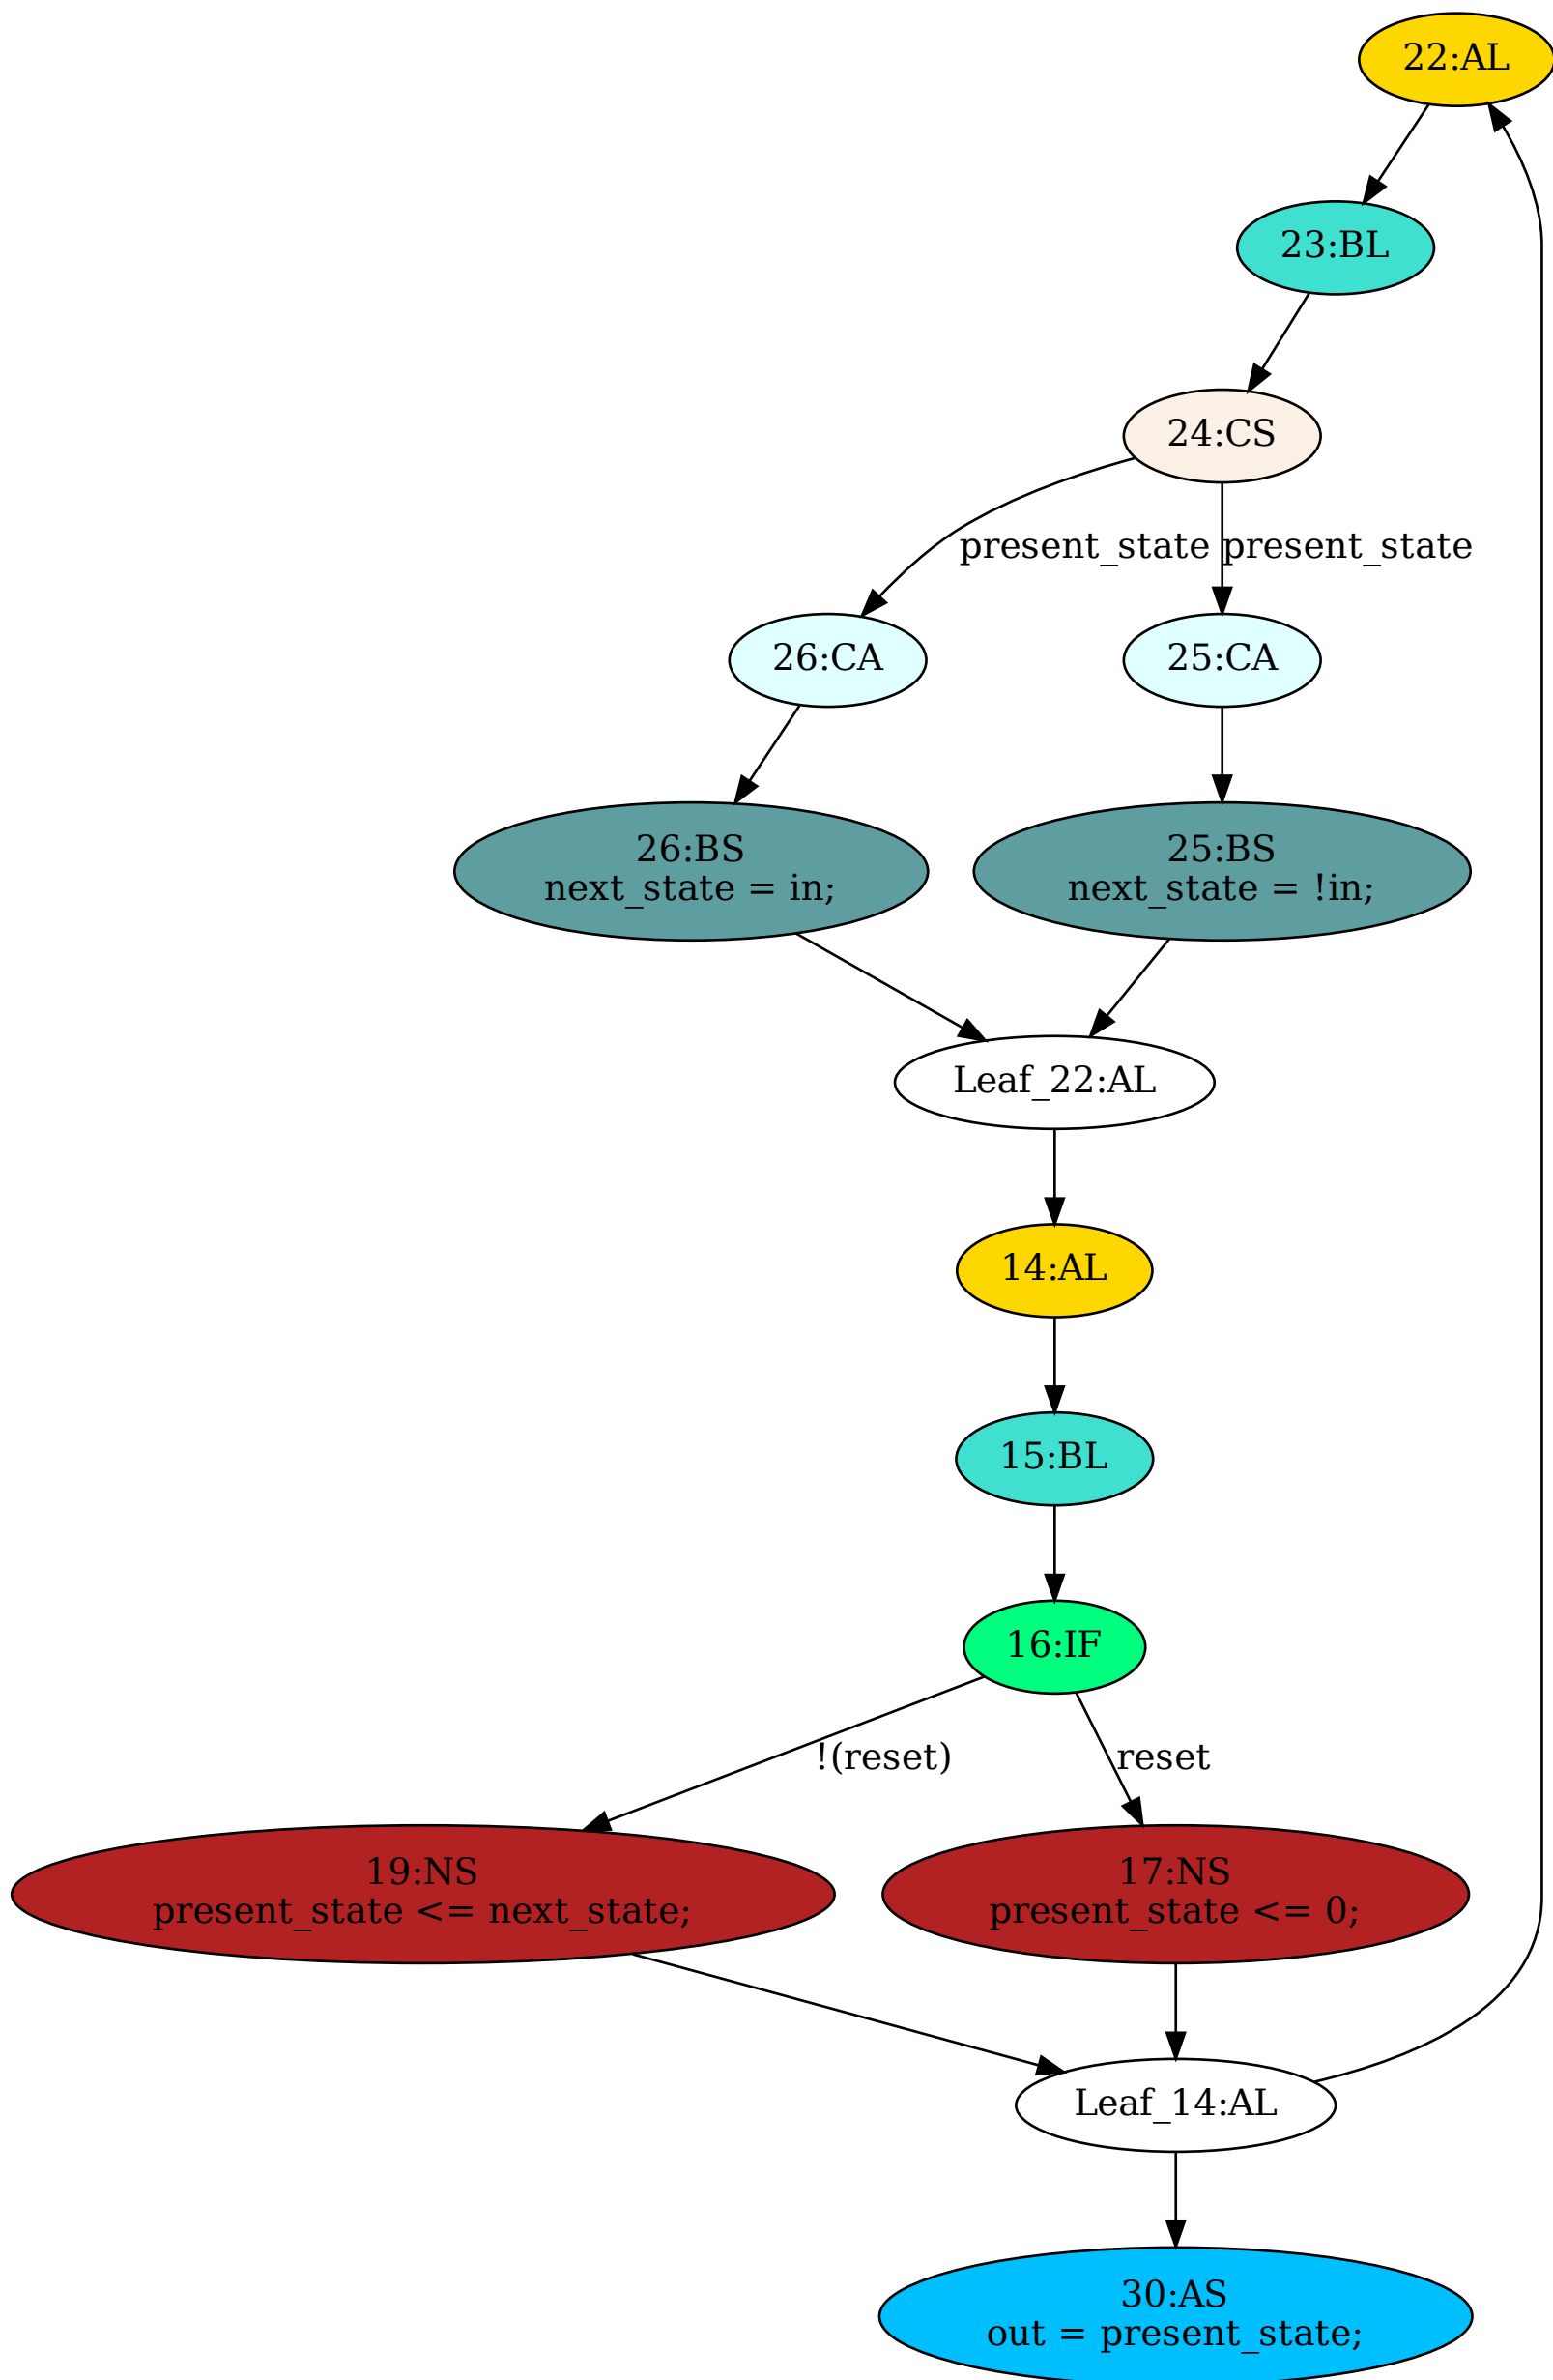 22:AL
23:BL
24:CS
present_state
present_state
26:CA
25:CA
26:BS
next_state = in;
25:BS
next_state = !in;
Leaf_22:AL
14:AL
15:BL
16:IF
!(reset)
reset
19:NS
present_state <= next_state;
17:NS
present_state <= 0;
Leaf_14:AL
30:AS
out = present_state;